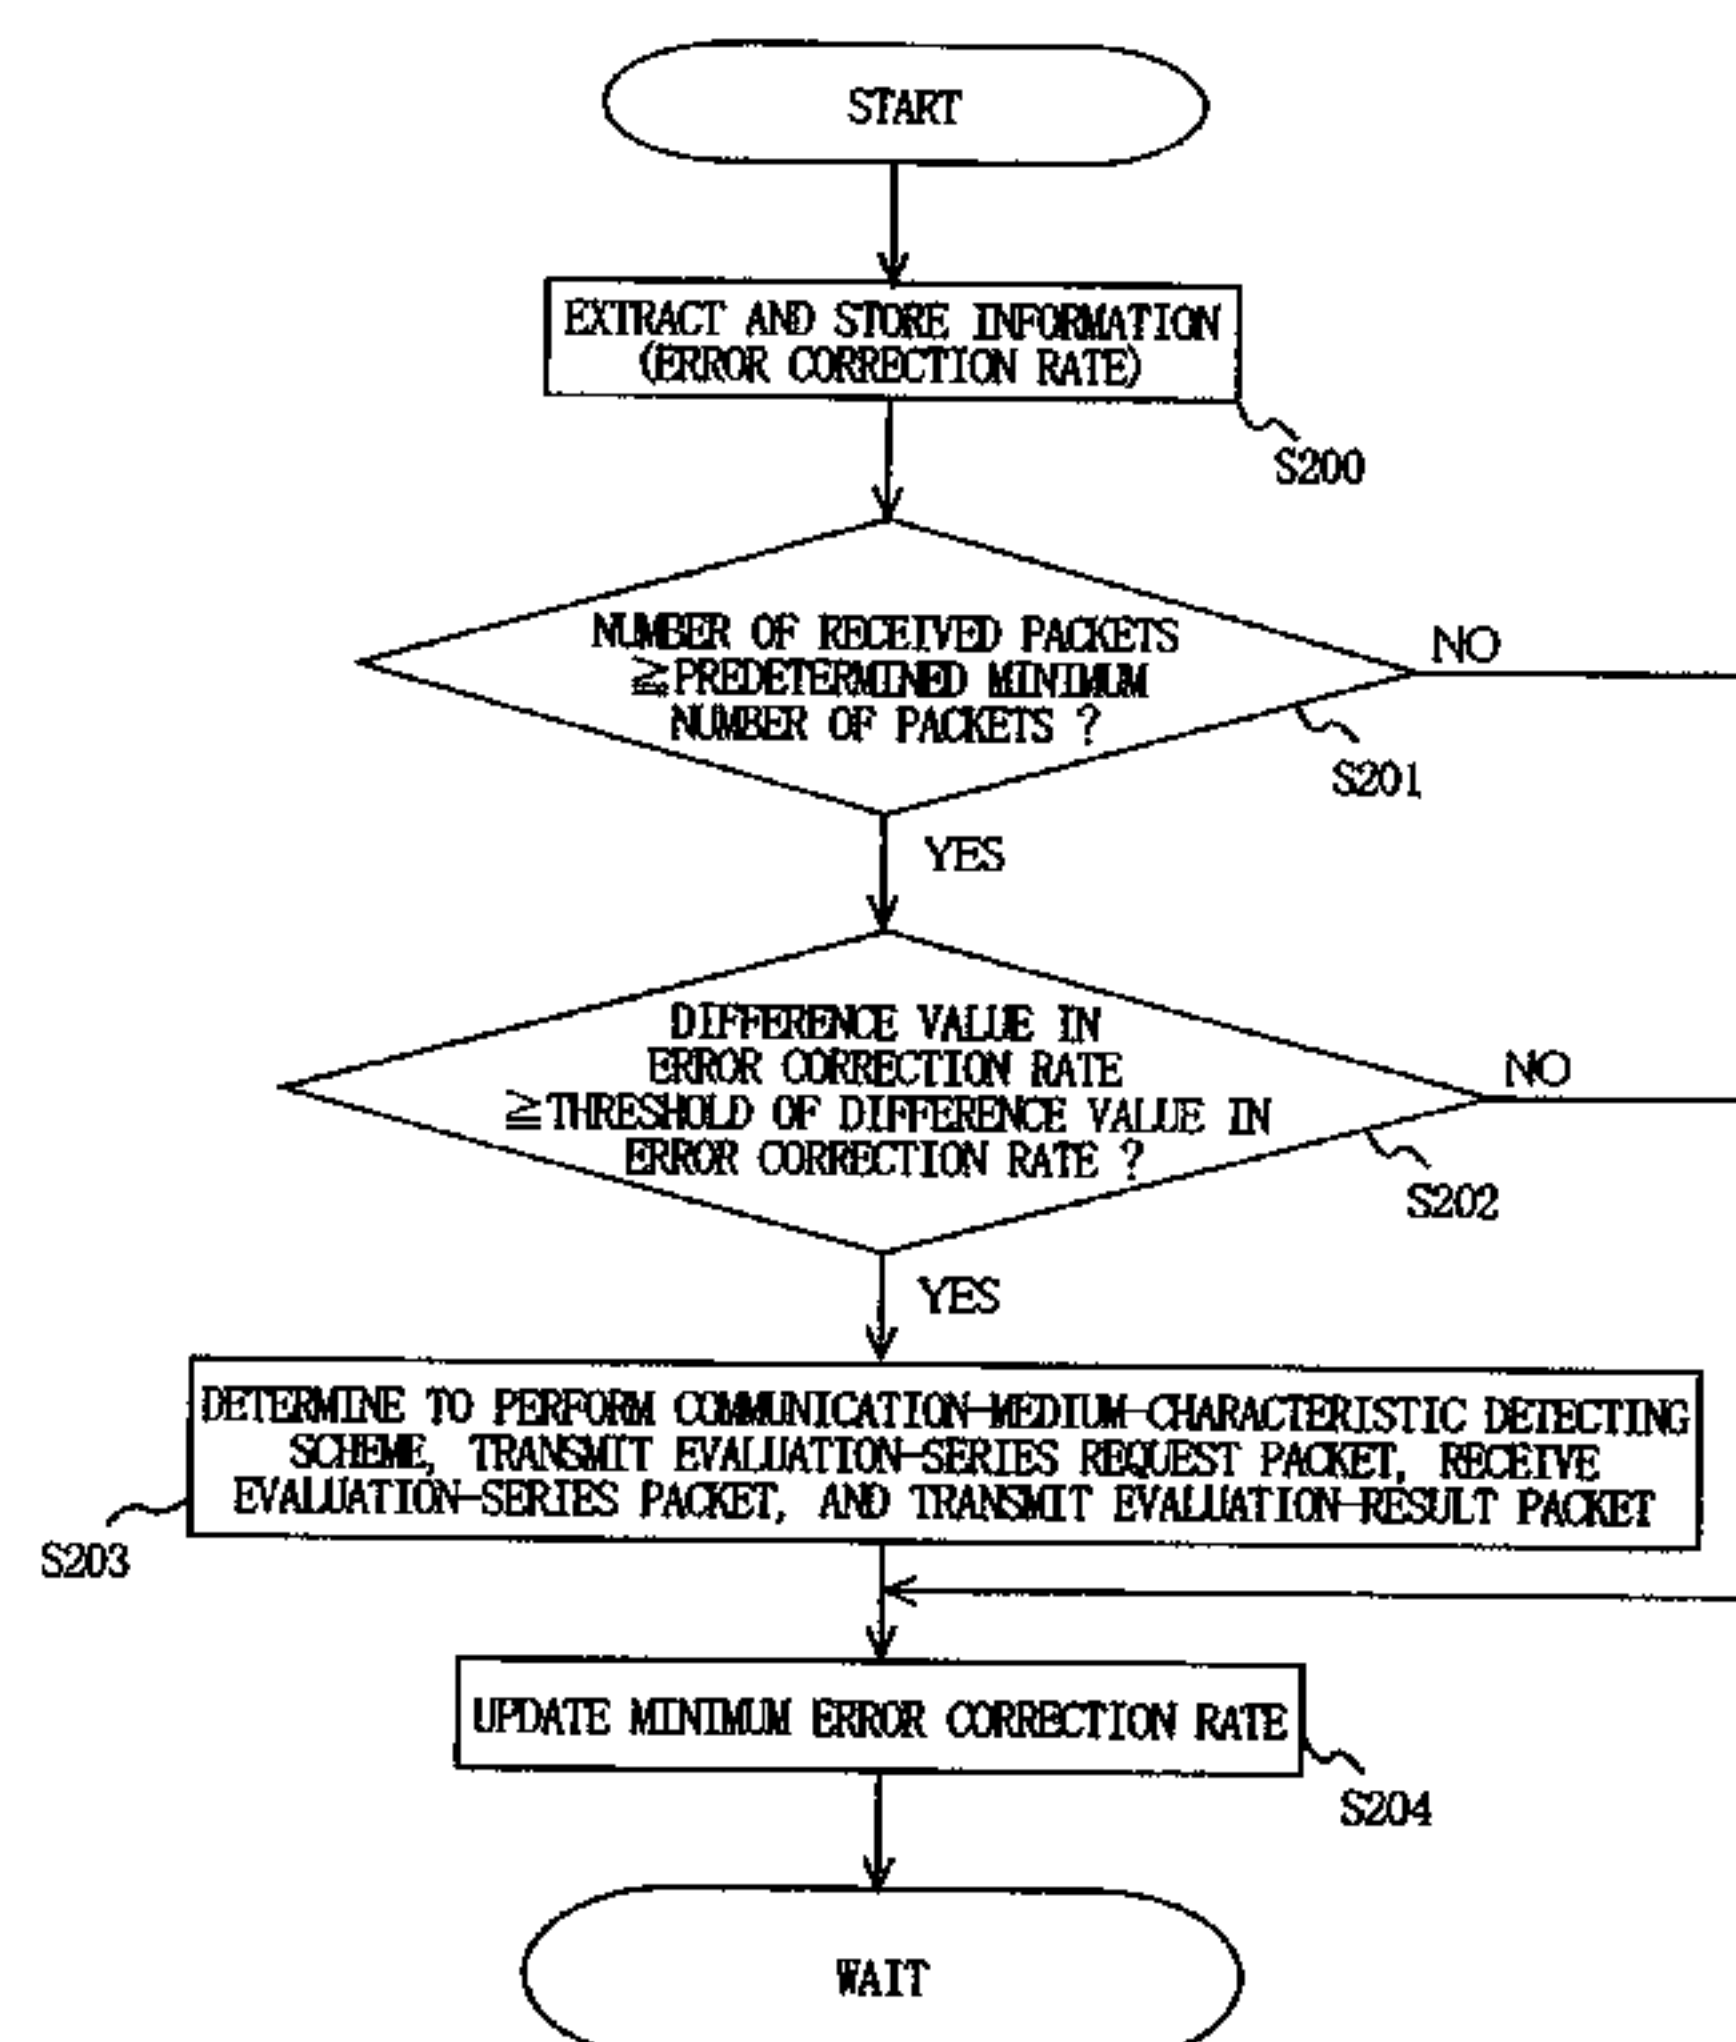 START
EXTRACT AND STORE INFORMATION
(ERROR CORRECTION RATE)
S200
NUMBER OF RECEIVED PACKETS
≧PREDETERMINED MINIMUM
NUMBER OF PACKETS ?
NO
S201
YES
DIFFERENCE VALUE IN
ERROR CORRECTION RATE
≧THRESHOLD OF DIFFERENCE VALUE IN
ERROR CORRECTION RATE ?
NO
S202
YES
DETERMINE TO PERFORM COMMUNICATION-MEDIUM-CHARACTERISTIC DETECTING
SCHEME, TRANSMIT EVALUATION-SERIES REQUEST PACKET, RECEIVE
EVALUATION-SERIES PACKET, AND TRANSMIT EVALUATION-RESULT PACKET
S203
UPDATE MINIMUM ERROR CORRECTION RATE
S204
WAIT